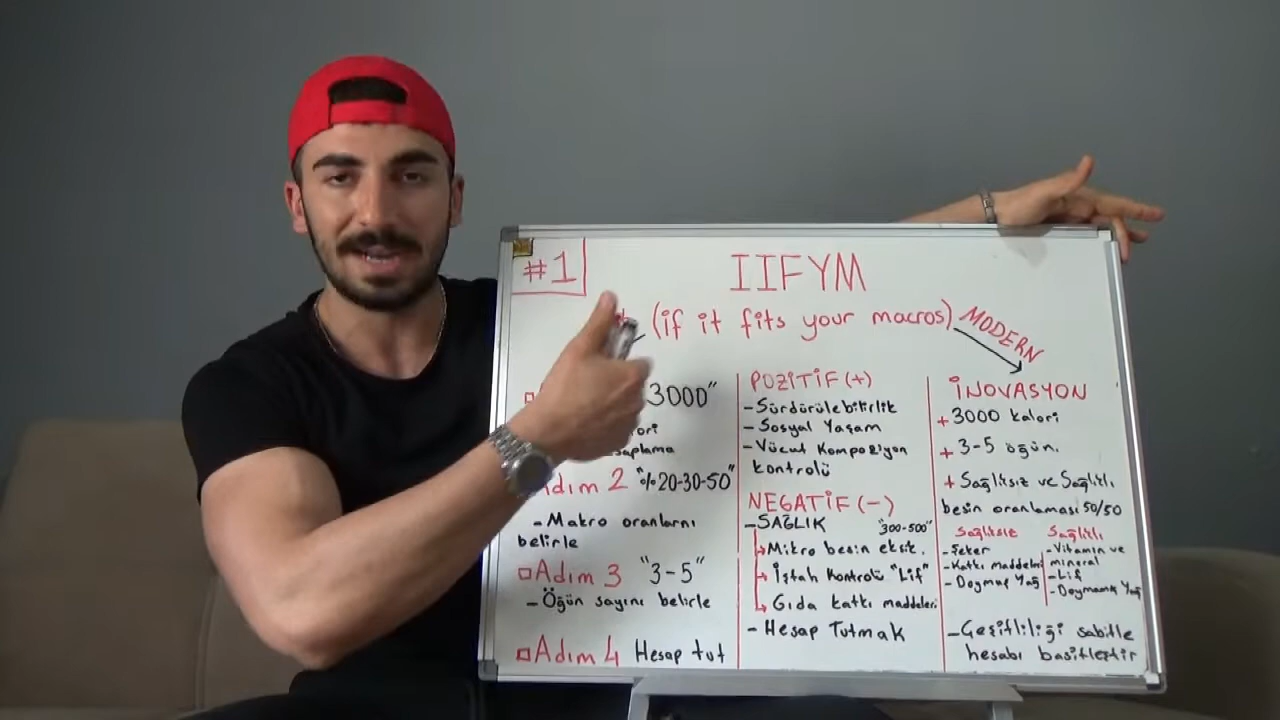 #1
IIFYM
(if it fits your macros)
MODERN
3000"
Adım 2 "%20-30-50"
- Makro oranlarnı
belirle
Adım 3 "3-5"
- Öğün sayını belirle
Adım 4 Hesap tut
POZİTİF (+)
- Sürdürülebilirlik
- Sosyal Yaşam
- Vücut Kompozisyon
kontrolü
NEGATİF (-)
- SAĞLIK "300-500"
Mikro besin eksik.
İştah Kontrolü "Lif"
Gıda katkı maddeleri
- Hesap Tutmak
İNOVASYON
+ 3000 kalori
+ 3-5 öğün.
+ Sağlıksız ve Sağlıklı
besin oranlaması 50/50
Sağlıksız
- Şeker
- Katkı maddeleri
- Doymaş Yağ
Sağlıklı
- Vitamin ve
mineral
- Lif
- Doymamış Yağ
- Çeşitliliği sabitle
hesabı basitleştir